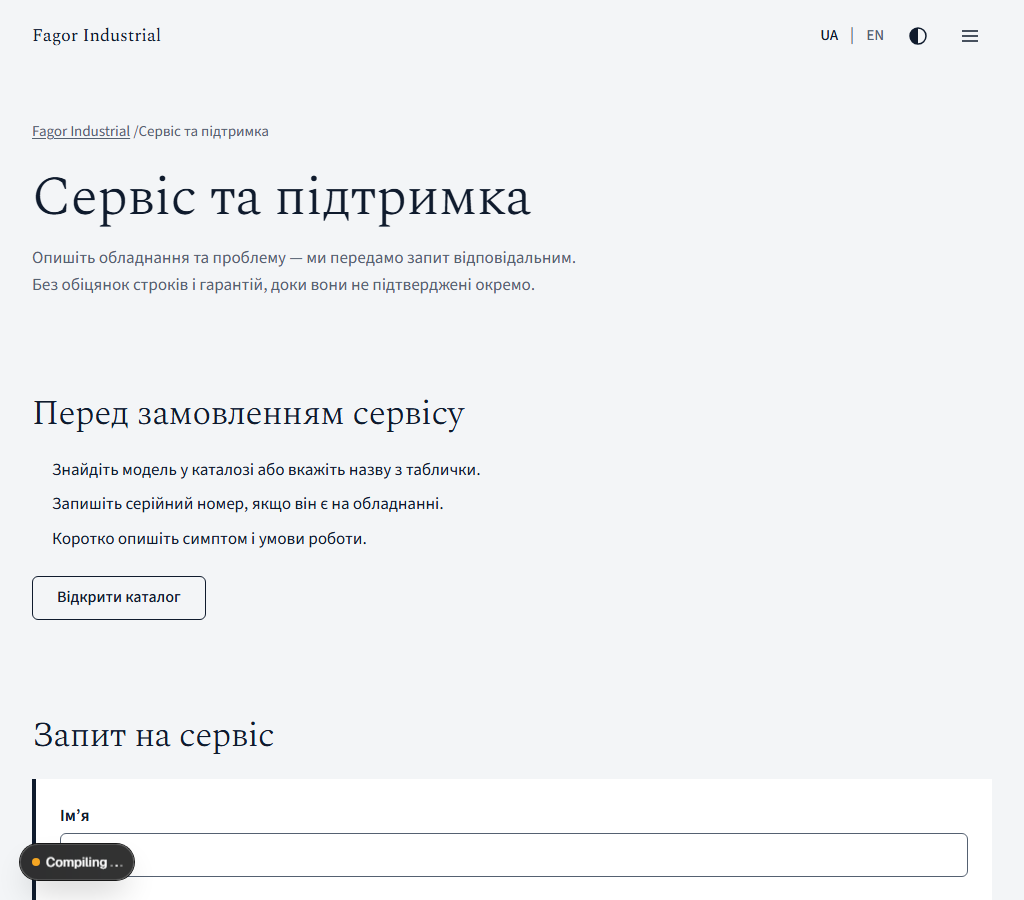 Fagor Industrial
UA | EN
Fagor Industrial /Сервіс та підтримка
Сервіс та підтримка
Опишіть обладнання та проблему — ми передамо запит відповідальним.
Без обіцянок строків і гарантій, доки вони не підтверджені окремо.
Перед замовленням сервісу
Знайдіть модель у каталозі або вкажіть назву з таблички.
Запишіть серійний номер, якщо він є на обладнанні.
Коротко опишіть симптом і умови роботи.
Відкрити каталог
Запит на сервіс
Ім’я
Compiling ...